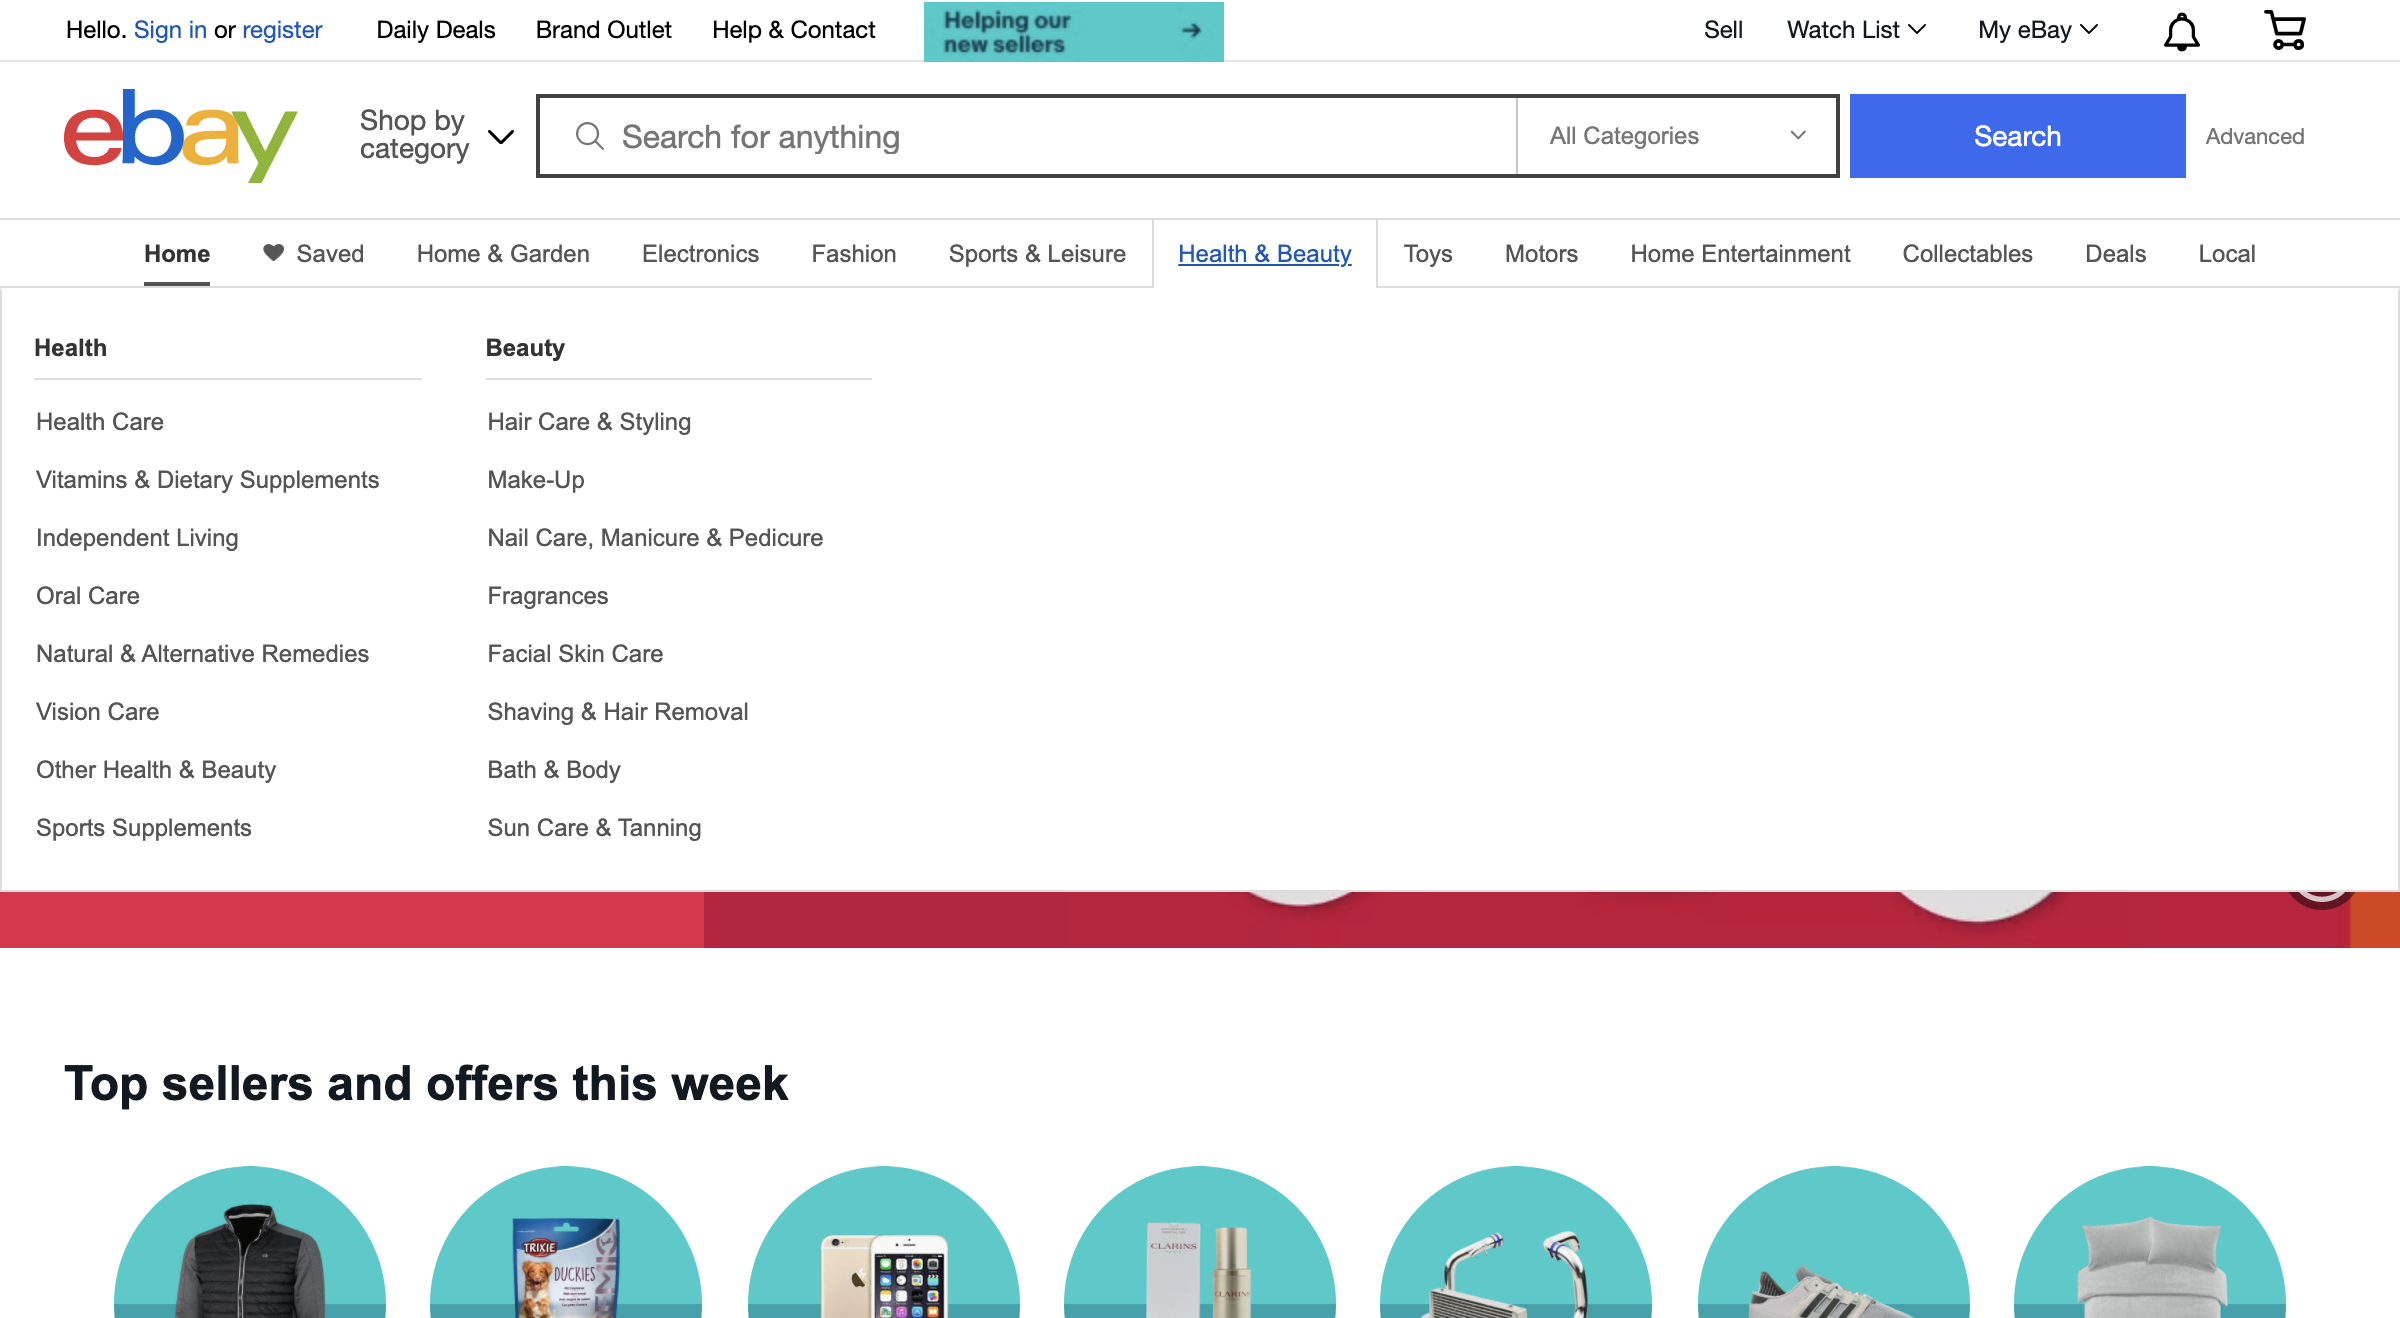 Hello. Sign in or register
Daily Deals
Brand Outlet
Help & Contact
Helping our
new sellers
Sell
Watch List
My eBay
ebay
Shop by
category
Search for anything
All Categories
Search
Advanced
Home
Saved
Home & Garden
Electronics
Fashion
Sports & Leisure
Health & Beauty
Toys
Motors
Home Entertainment
Collectables
Deals
Local
Health
Health Care
Vitamins & Dietary Supplements
Independent Living
Oral Care
Natural & Alternative Remedies
Vision Care
Other Health & Beauty
Sports Supplements
Beauty
Hair Care & Styling
Make-Up
Nail Care, Manicure & Pedicure
Fragrances
Facial Skin Care
Shaving & Hair Removal
Bath & Body
Sun Care & Tanning
Top sellers and offers this week
TRIXIE
DUCKIES
CLARINS
CLARINS